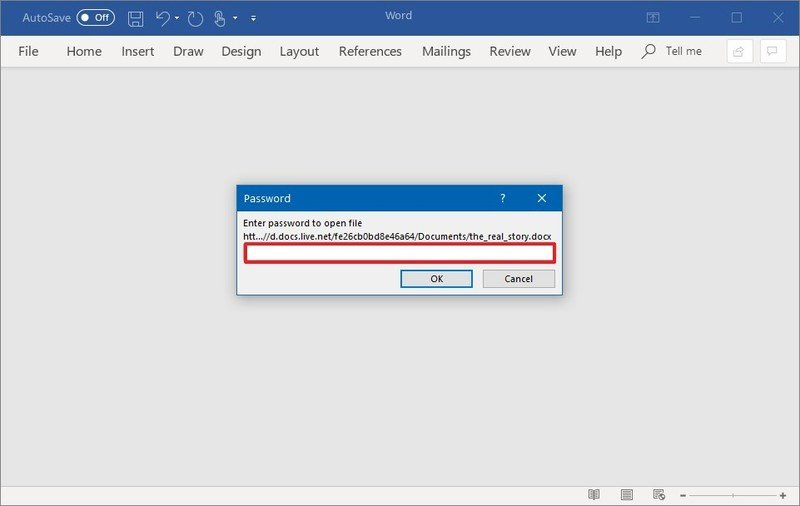 AutoSave Off Word
File Home Insert Draw Design Layout References Mailings Review View Help Tell me
Password ?
Enter password to open file
htt...//d.docs.live.net/fe26cb0bd8e46a64/Documents/the_real_story.docx
OK Cancel